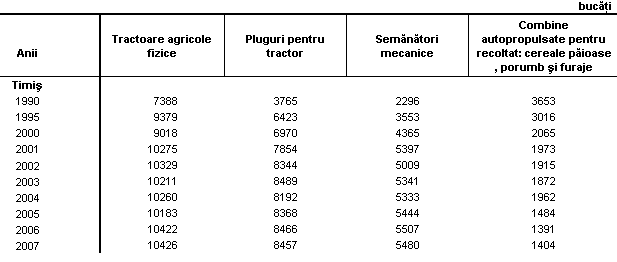 bucăți
Anii Tractoare agricole fizice Pluguri pentru tractor Semănători mecanice Combine autopropulsate pentru recoltat: cereale păioase , porumb şi furaje
Timiş
1990 7388 3765 2296 3653
1995 9379 6423 3553 3016
2000 9018 6970 4365 2065
2001 10275 7854 5397 1973
2002 10329 8344 5009 1915
2003 10211 8489 5341 1872
2004 10260 8192 5333 1962
2005 10183 8368 5444 1484
2006 10422 8466 5507 1391
2007 10426 8457 5480 1404